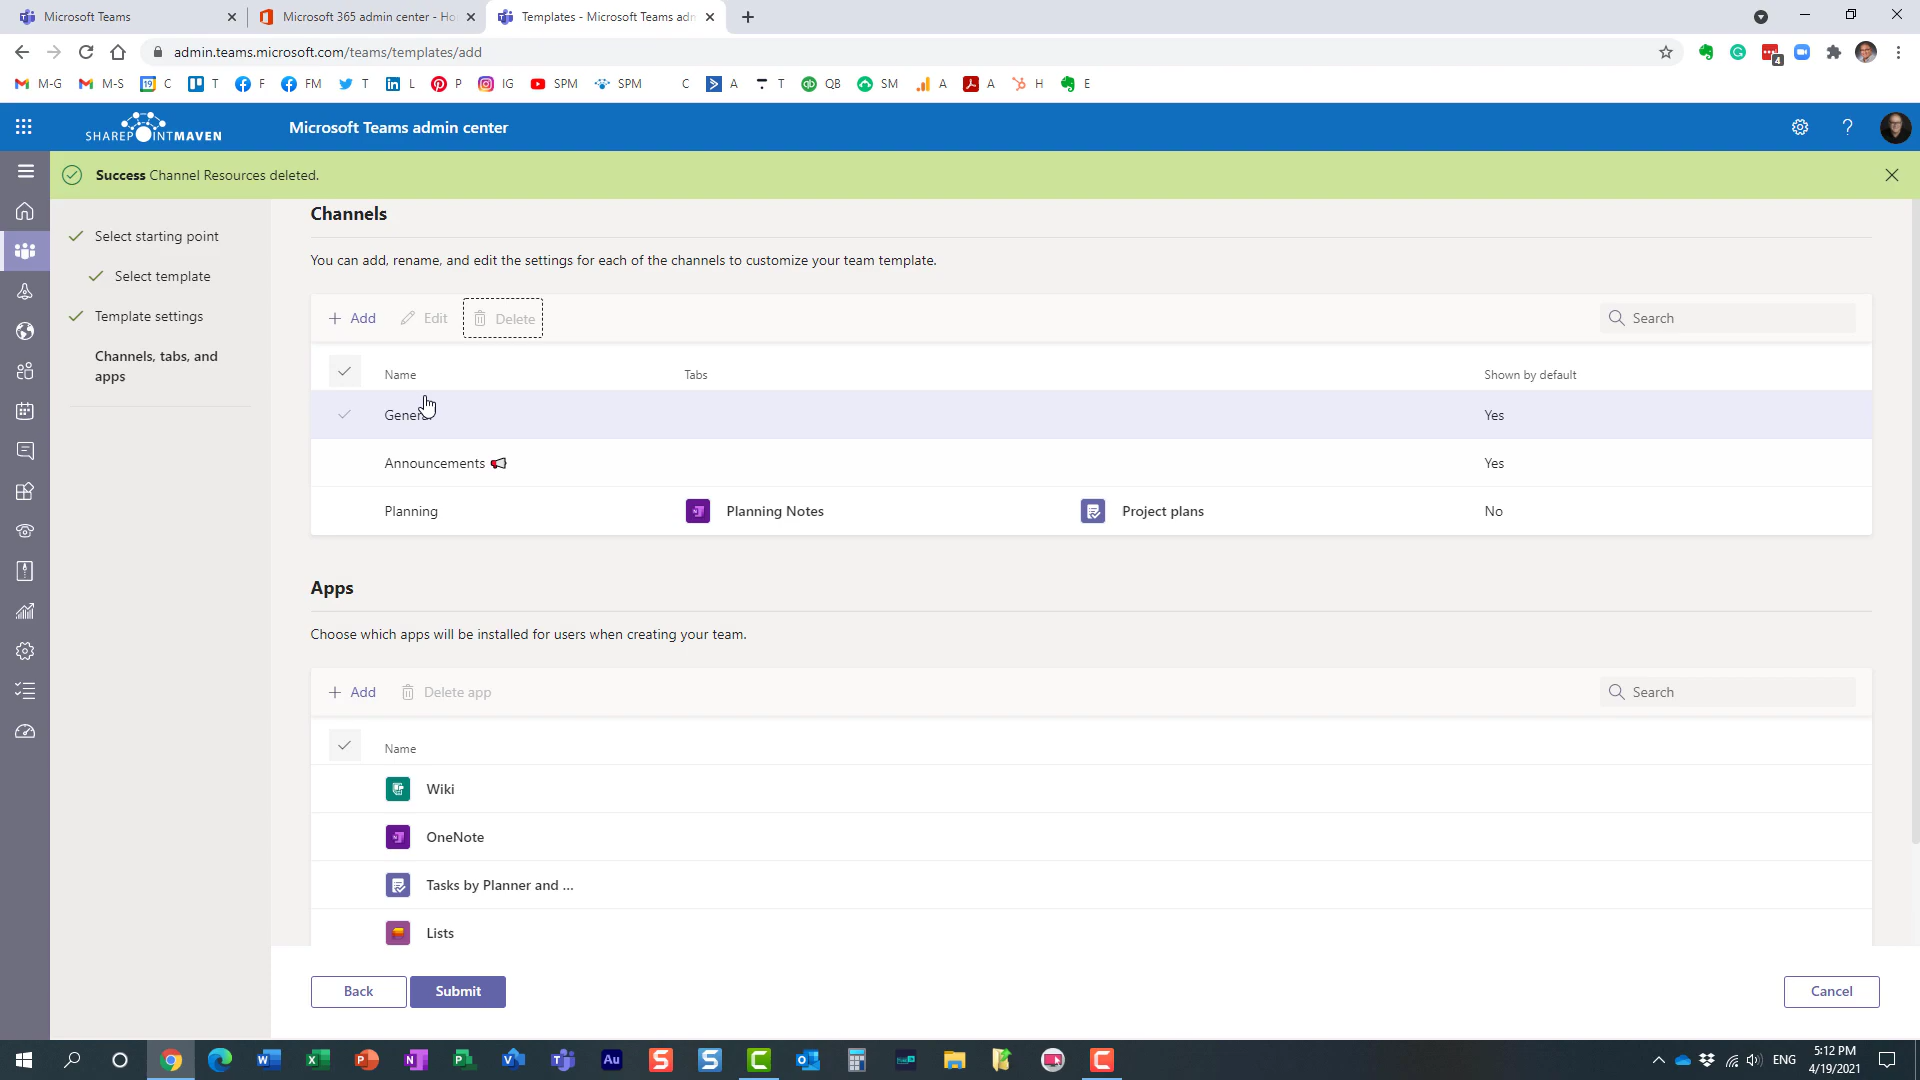 Microsoft Teams
Microsoft 365 admin center - Ho
Templates - Microsoft Teams adm
admin.teams.microsoft.com/teams/templates/add
4
M-G
M-S
19
C
T
F
FM
T
L
P
IG
SPM
SPM
C
A
T
QB
SM
A
A
H
E
SHAREPOINTMAVEN
Microsoft Teams admin center
Success Channel Resources deleted.
Select starting point
Select template
Template settings
Channels, tabs, and
apps
Channels
You can add, rename, and edit the settings for each of the channels to customize your team template.
Add
Edit
Delete
Search
Name
Tabs
Shown by default
General
Yes
Announcements
Yes
Planning
Planning Notes
Project plans
No
Apps
Choose which apps will be installed for users when creating your team.
Add
Delete app
Search
Name
Wiki
OneNote
Tasks by Planner and ...
Lists
Back
Submit
Cancel
Au
ENG
5:12 PM
4/19/2021